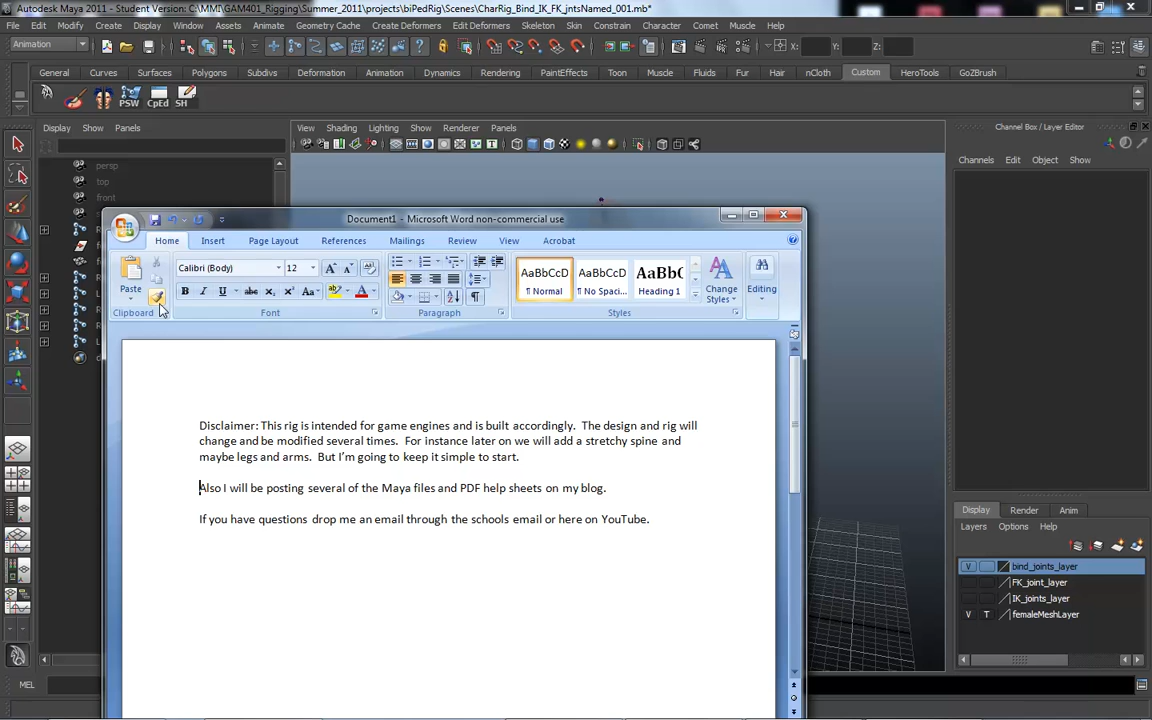 Autodesk Maya 2011 - Student Version: C:\MMI\GAM401_Rigging\Summer_2011\projects\biPedRig\Scenes\CharRig_Bind_IK_FK_jntsNamed_001.mb*
File Edit Modify Create Display Window Assets Animate Geometry Cache Create Deformers Edit Deformers Skeleton Skin Constrain Character Muscle Comet Maya Help
Animation X: Y: Z:
General Curves Surfaces Polygons Subdivs Deformation Animation Dynamics Rendering PaintEffects Toon Muscle Fluids Fur Hair nCloth Custom HeroTools GoZBrush
PSW CpEd SH
Display Show Panels View Shading Lighting Show Renderer Panels Channel Box / Layer Editor
Channels Edit Object Show
persp
top
front
Document1 - Microsoft Word non-commercial use
Home Insert Page Layout References Mailings Review View Acrobat
Paste
Calibri (Body) 12
B I U abc x₂ x² Aa ab A
AaBbCcD AaBbCcD AaBbC
¶ Normal ¶ No Spaci... Heading 1
Change Styles
Editing
Clipboard Font Paragraph Styles
Disclaimer: This rig is intended for game engines and is built accordingly. The design and rig will
change and be modified several times. For instance later on we will add a stretchy spine and
maybe legs and arms. But I'm going to keep it simple to start.
Also I will be posting several of the Maya files and PDF help sheets on my blog.
If you have questions drop me an email through the schools email or here on YouTube.
Display Render Anim
Layers Options Help
V bind_joints_layer
FK_joint_layer
IK_joints_layer
V T femaleMeshLayer
MEL